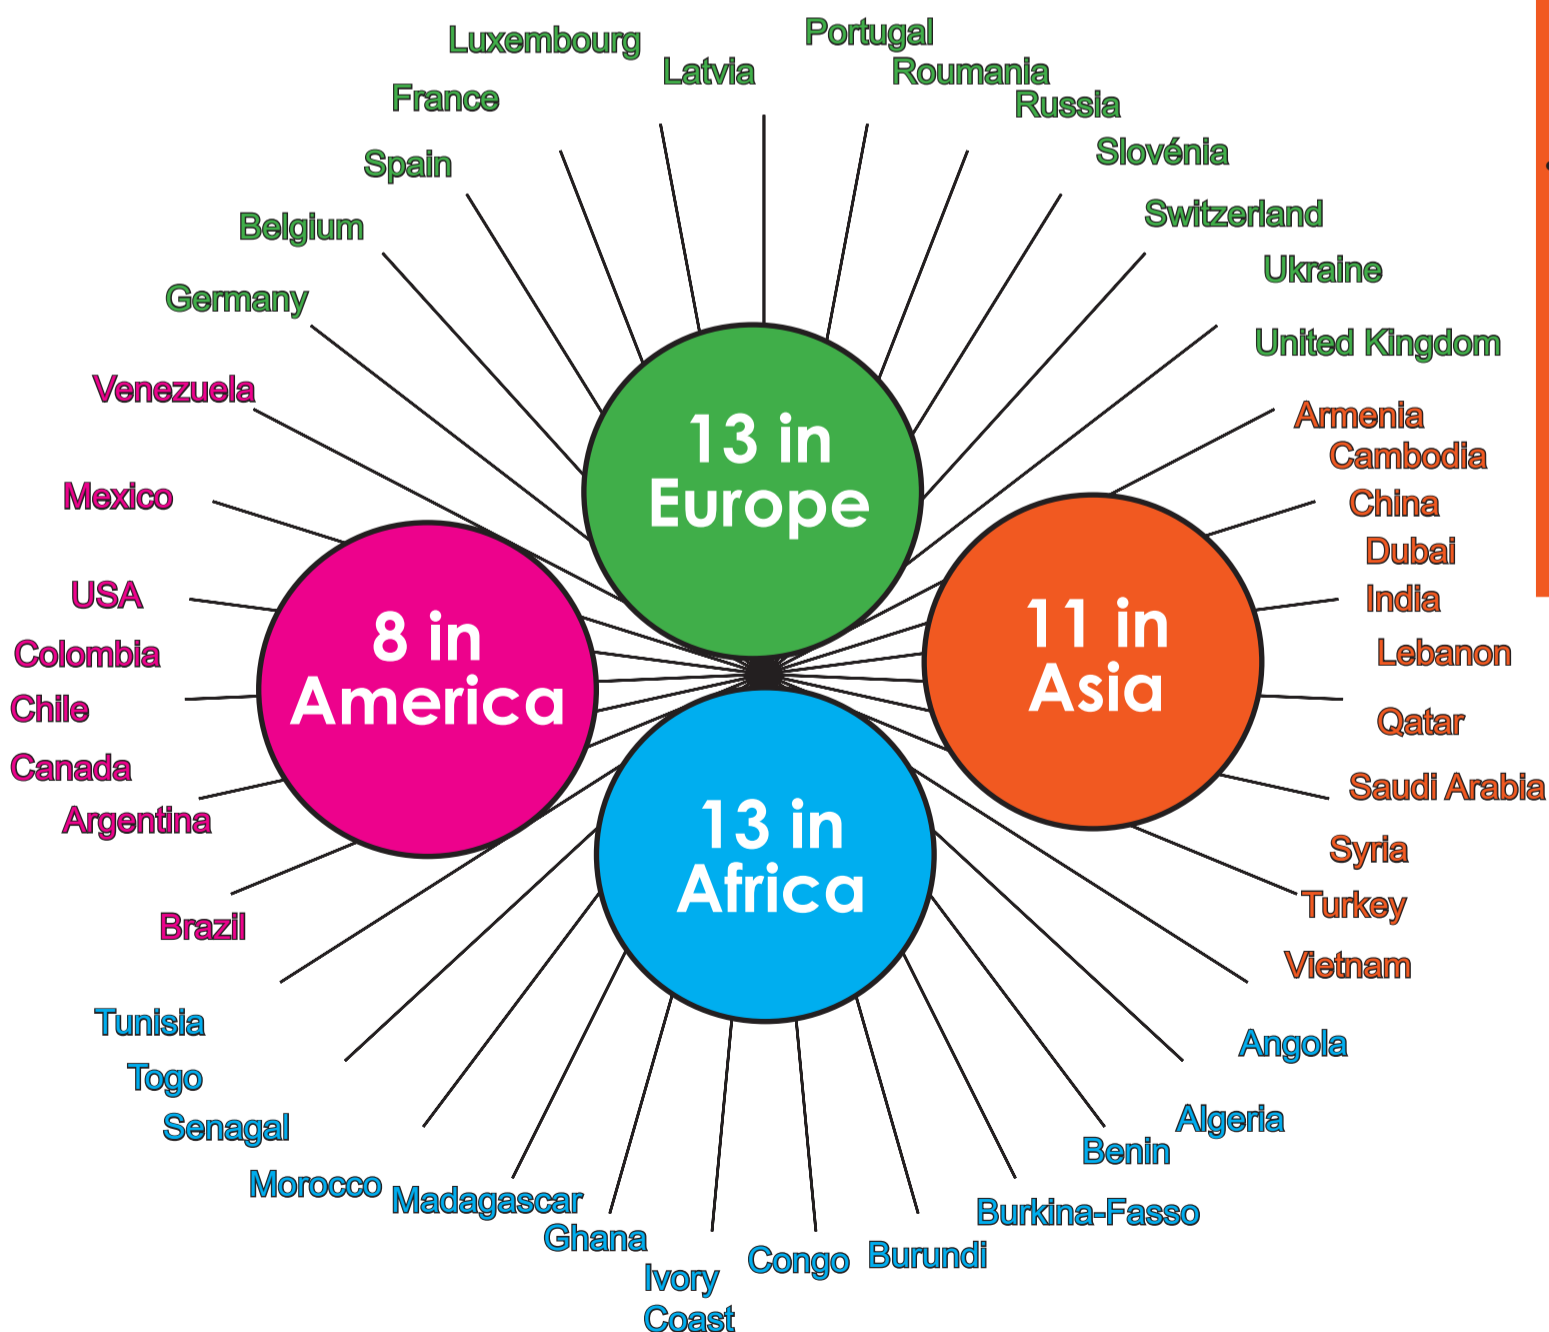 Luxembourg
Portugal
Latvia
Roumania
France
Russia
Spain
Slovénia
Belgium
Switzerland
Germany
Ukraine
United Kingdom
Venezuela
Mexico
USA
Colombia
Chile
Canada
Argentina
Brazil
13 in
Europe
8 in
America
11 in
Asia
13 in
Africa
Armenia
Cambodia
China
Dubai
India
Lebanon
Qatar
Saudi Arabia
Syria
Turkey
Vietnam
Tunisia
Togo
Senagal
Morocco
Madagascar
Ghana
Ivory
Coast
Congo
Burundi
Burkina-Fasso
Benin
Algeria
Angola